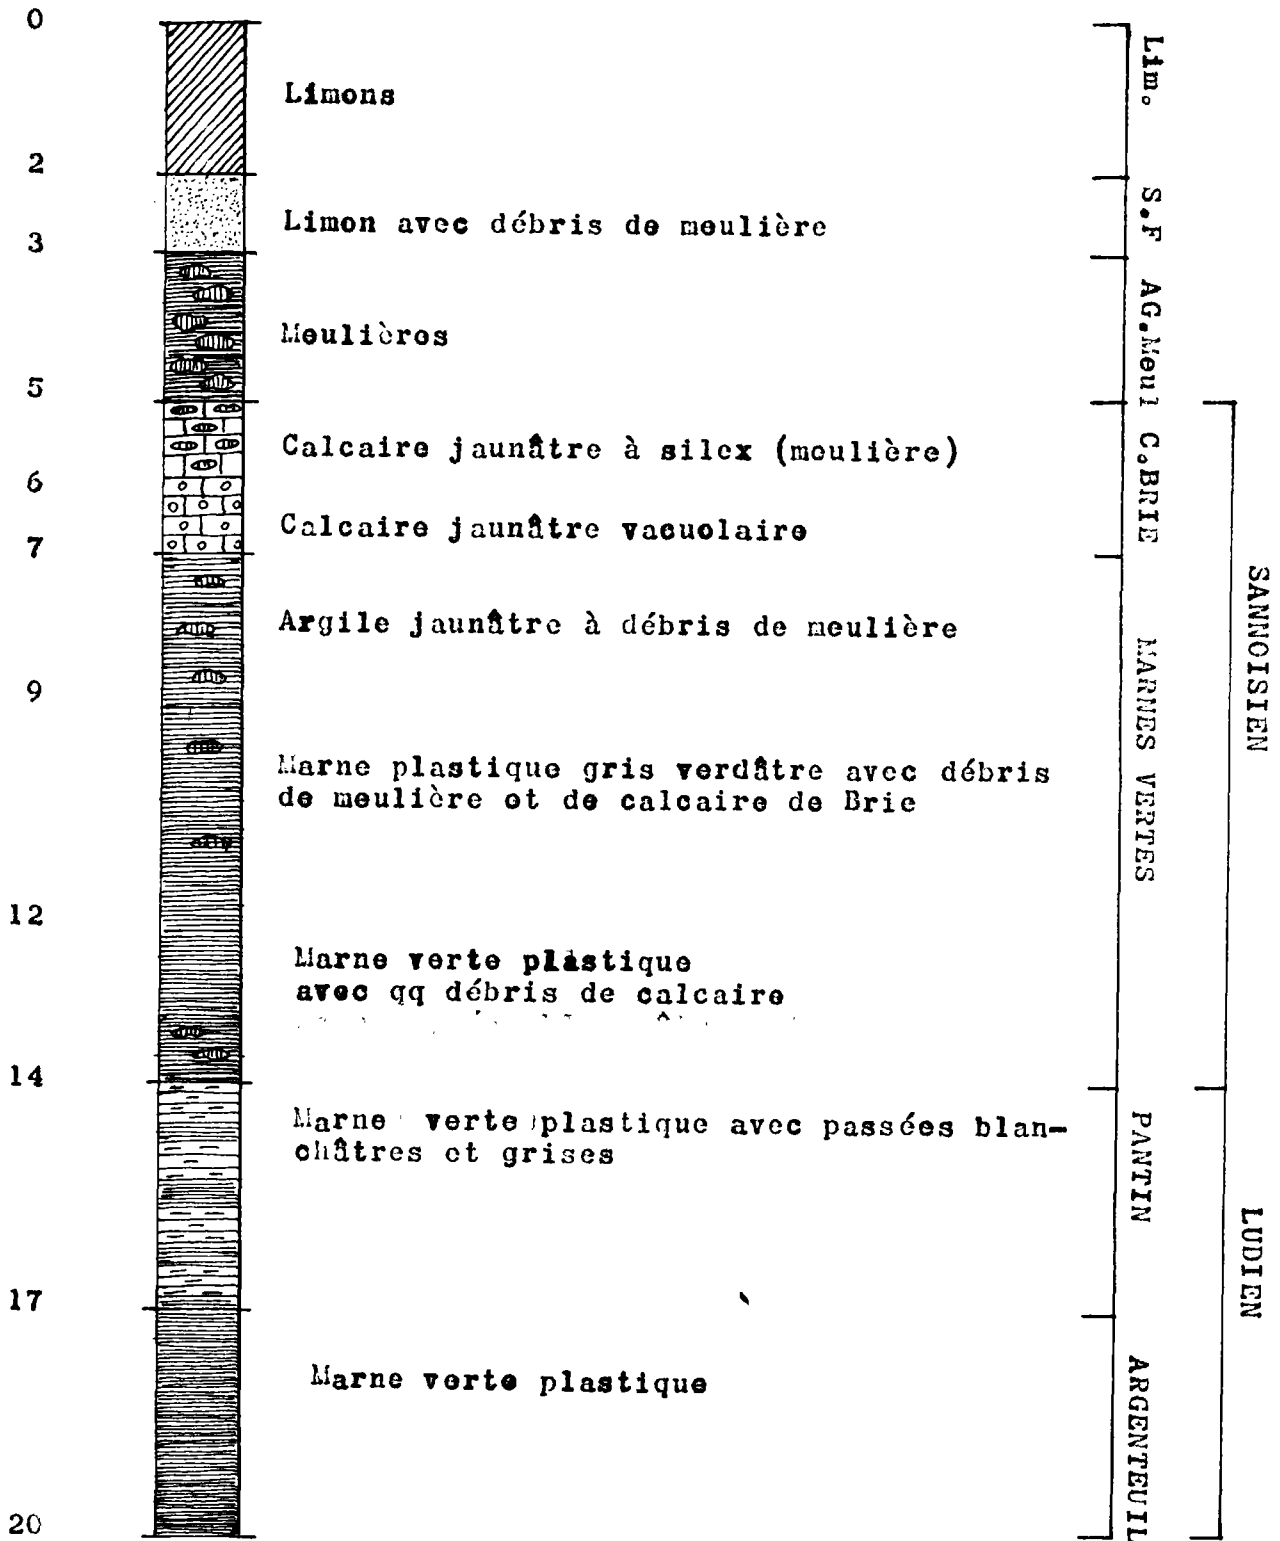 0
Limons
Lim.
2
Limon avec débris de meulière
S.F
3
Meulières
AG.Meul
5
Calcaire jaunâtre à silex (meulière)
C.BRIE
6
Calcaire jaunâtre vacuolaire
7
Argile jaunâtre à débris de meulière
9
Marne plastique gris verdâtre avec débris
de meulière et de calcaire de Brie
MARNES VERTES
SANNOISIEN
12
Marne verte plastique
avec qq débris de calcaire
14
Marne verte plastique avec passées blan-
châtres et grises
PANTIN
LUDIEN
17
Marne verte plastique
ARGENTEUIL
20